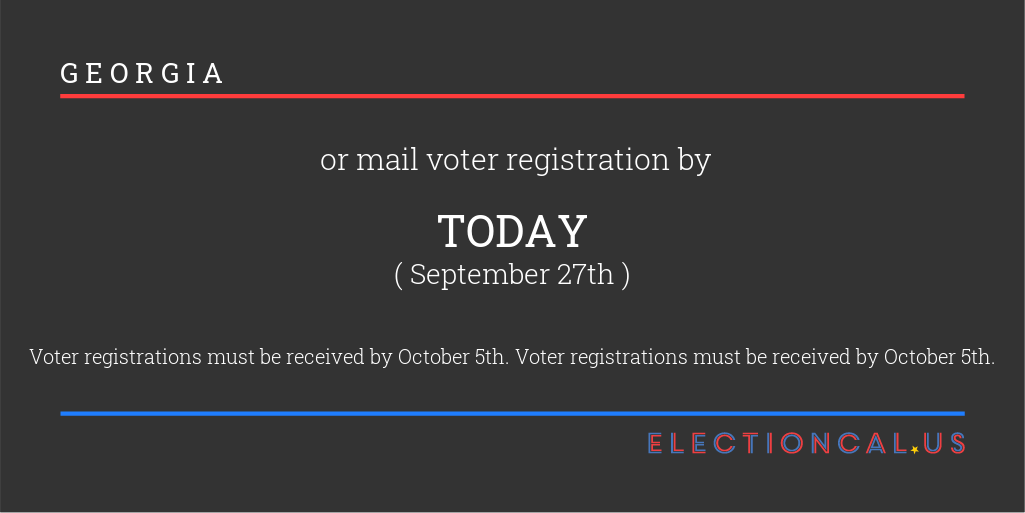 GEORGIA
or mail voter registration by
TODAY
( September 27th )
Voter registrations must be received by October 5th. Voter registrations must be received by October 5th.
ELECTIONCAL.US